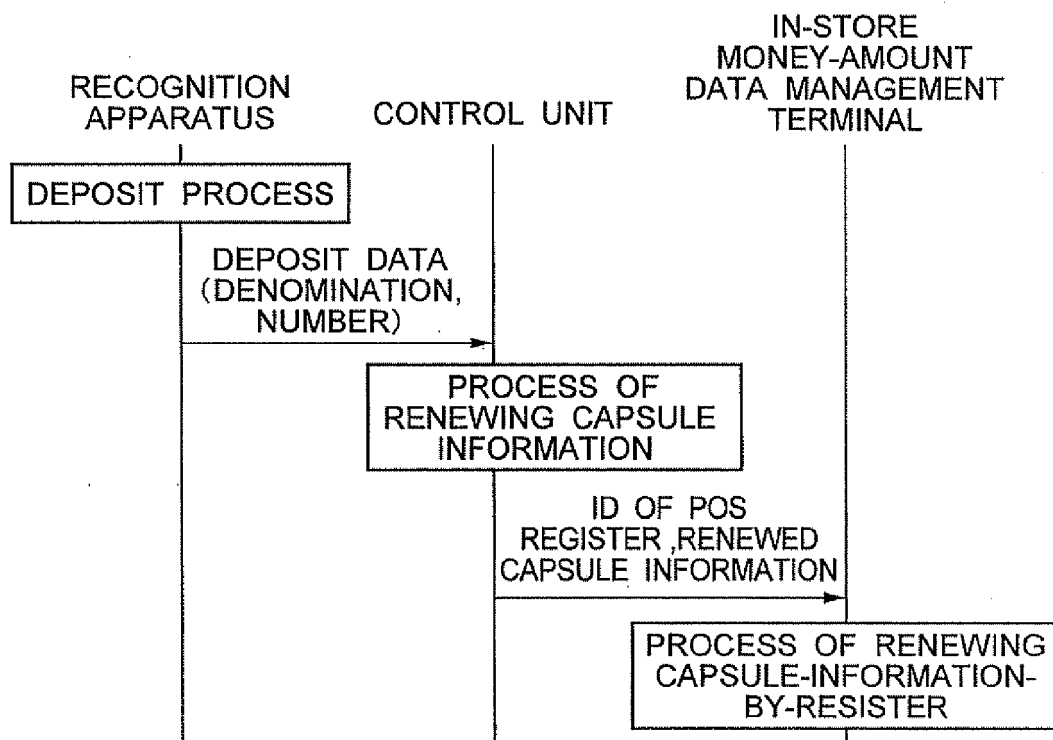 RECOGNITION
APPARATUS
CONTROL UNIT
IN-STORE
MONEY-AMOUNT
DATA MANAGEMENT
TERMINAL
DEPOSIT PROCESS
DEPOSIT DATA
(DENOMINATION,
NUMBER)
PROCESS OF
RENEWING CAPSULE
INFORMATION
ID OF POS
REGISTER ,RENEWED
CAPSULE INFORMATION
PROCESS OF RENEWING
CAPSULE-INFORMATION-
BY-RESISTER